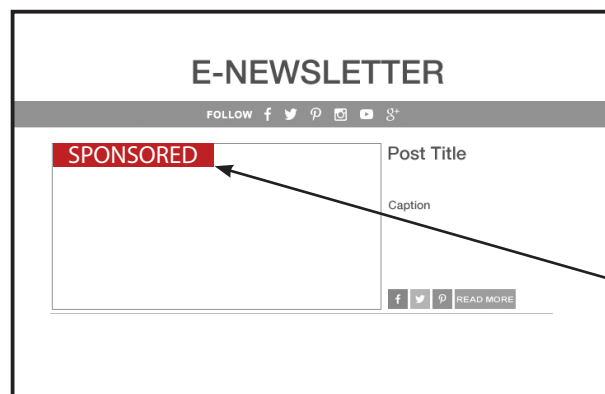 E-NEWSLETTER
FOLLOW
SPONSORED
Post Title
Caption
READ MORE